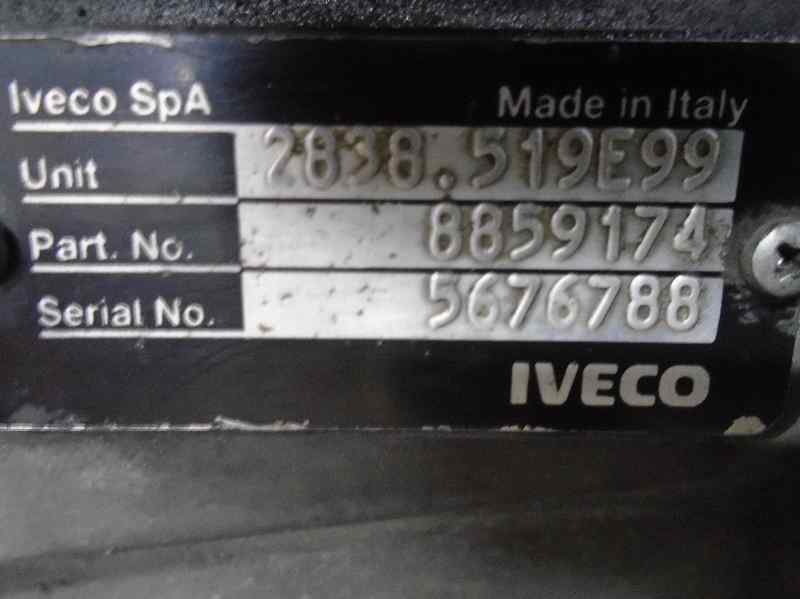 Iveco SpA Made in Italy
Unit 2838.519E99
Part. No. 8859174
Serial No. 5676788
IVECO